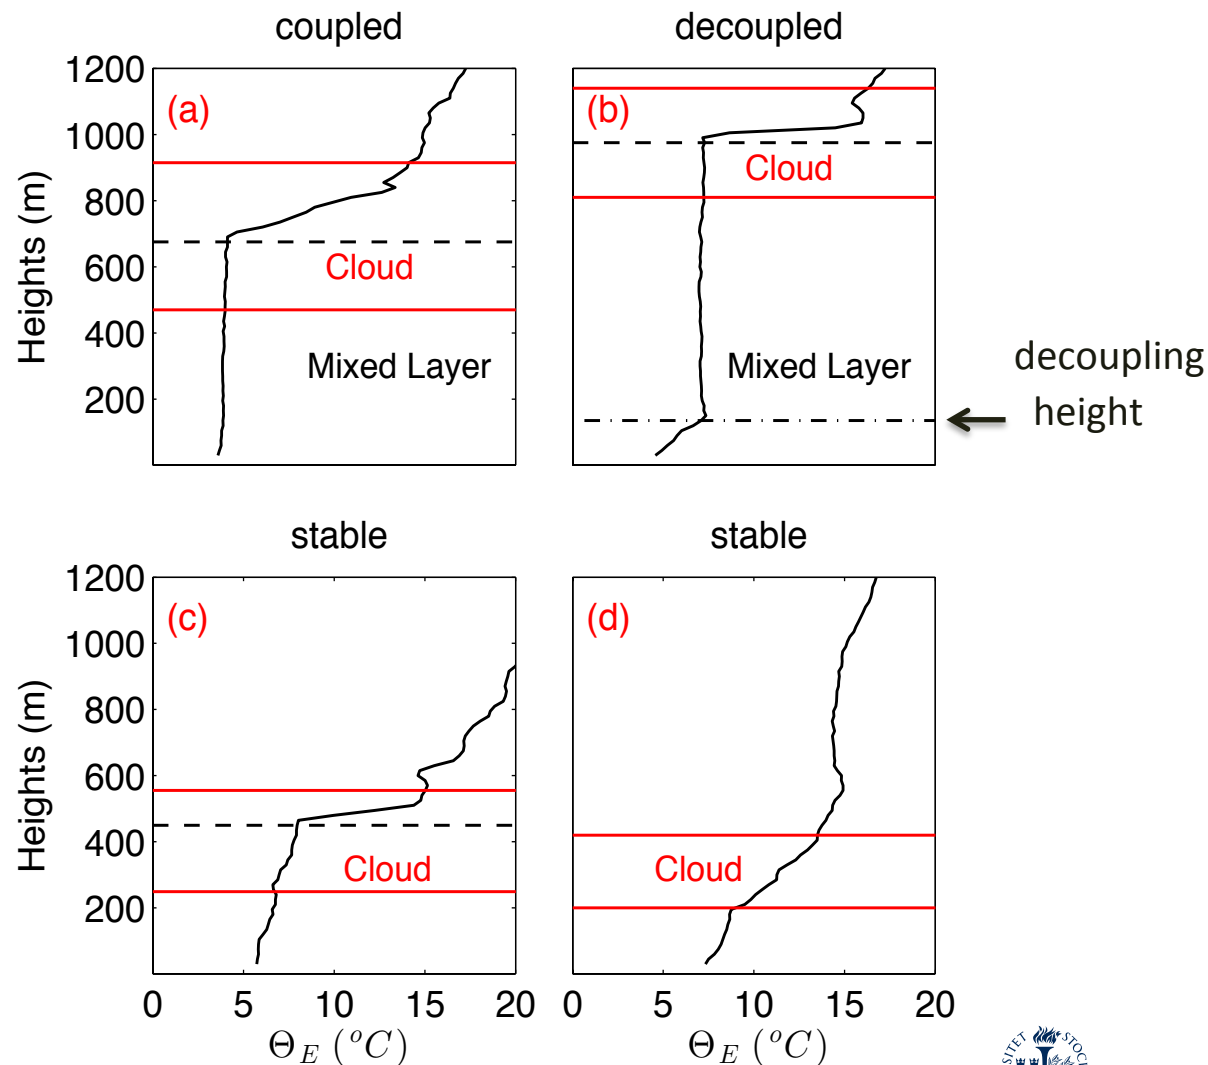 coupled
decoupled
1200
1000
800
600
400
200
Heights (m)
(a)
Cloud
Mixed Layer
(b)
Cloud
Mixed Layer
decoupling
height
stable
stable
1200
1000
800
600
400
200
Heights (m)
(c)
Cloud
(d)
Cloud
0 5 10 15 20
0 5 10 15 20
Θ_E (°C)
Θ_E (°C)